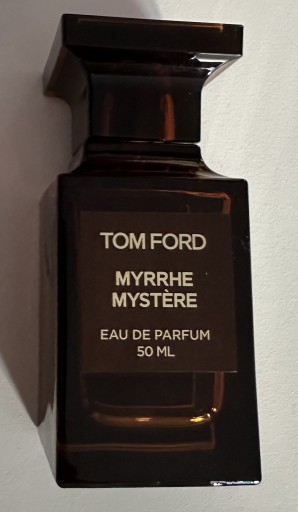 TOM FORD
MYRRHE
MYSTÈRE
EAU DE PARFUM
50 ML